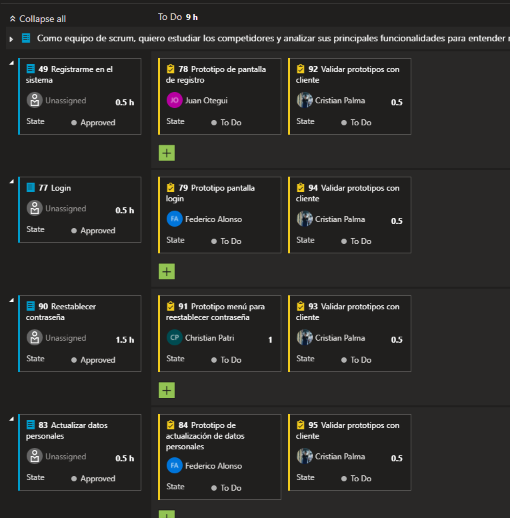 Collapse all
To Do 9 h
Como equipo de scrum, quiero estudiar los competidores y analizar sus principales funcionalidades para entender
49 Registrarme en el
sistema
Unassigned
0.5 h
State
Approved
78 Prototipo de pantalla
de registro
JO Juan Otegui
State
To Do
92 Validar prototipos con
cliente
Cristian Palma
0.5
State
To Do
+
77 Login
Unassigned
0.5 h
State
Approved
79 Prototipo pantalla
login
FA Federico Alonso
State
To Do
94 Validar prototipos con
cliente
Cristian Palma
0.5
State
To Do
+
90 Reestablecer
contraseña
Unassigned
1.5 h
State
Approved
91 Prototipo menú para
reestablecer contraseña
CP Christian Patri
1
State
To Do
93 Validar prototipos con
cliente
Cristian Palma
0.5
State
To Do
+
83 Actualizar datos
personales
Unassigned
0.5 h
State
Approved
84 Prototipo de
actualización de datos
personales
FA Federico Alonso
State
To Do
95 Validar prototipos con
cliente
Cristian Palma
0.5
State
To Do
+